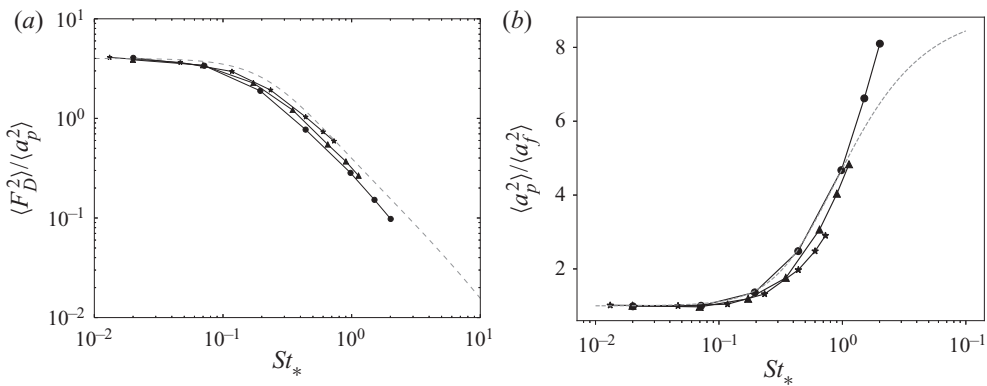 (a)
10^1
10^0
10^{-1}
10^{-2}
⟨F_D^2⟩/⟨a_p^2⟩
10^{-2} 10^{-1} 10^0 10^1
St_*
(b)
8
6
4
2
⟨a_p^2⟩/⟨a_f^2⟩
10^{-2} 10^{-1} 10^0 10^{-1}
St_*